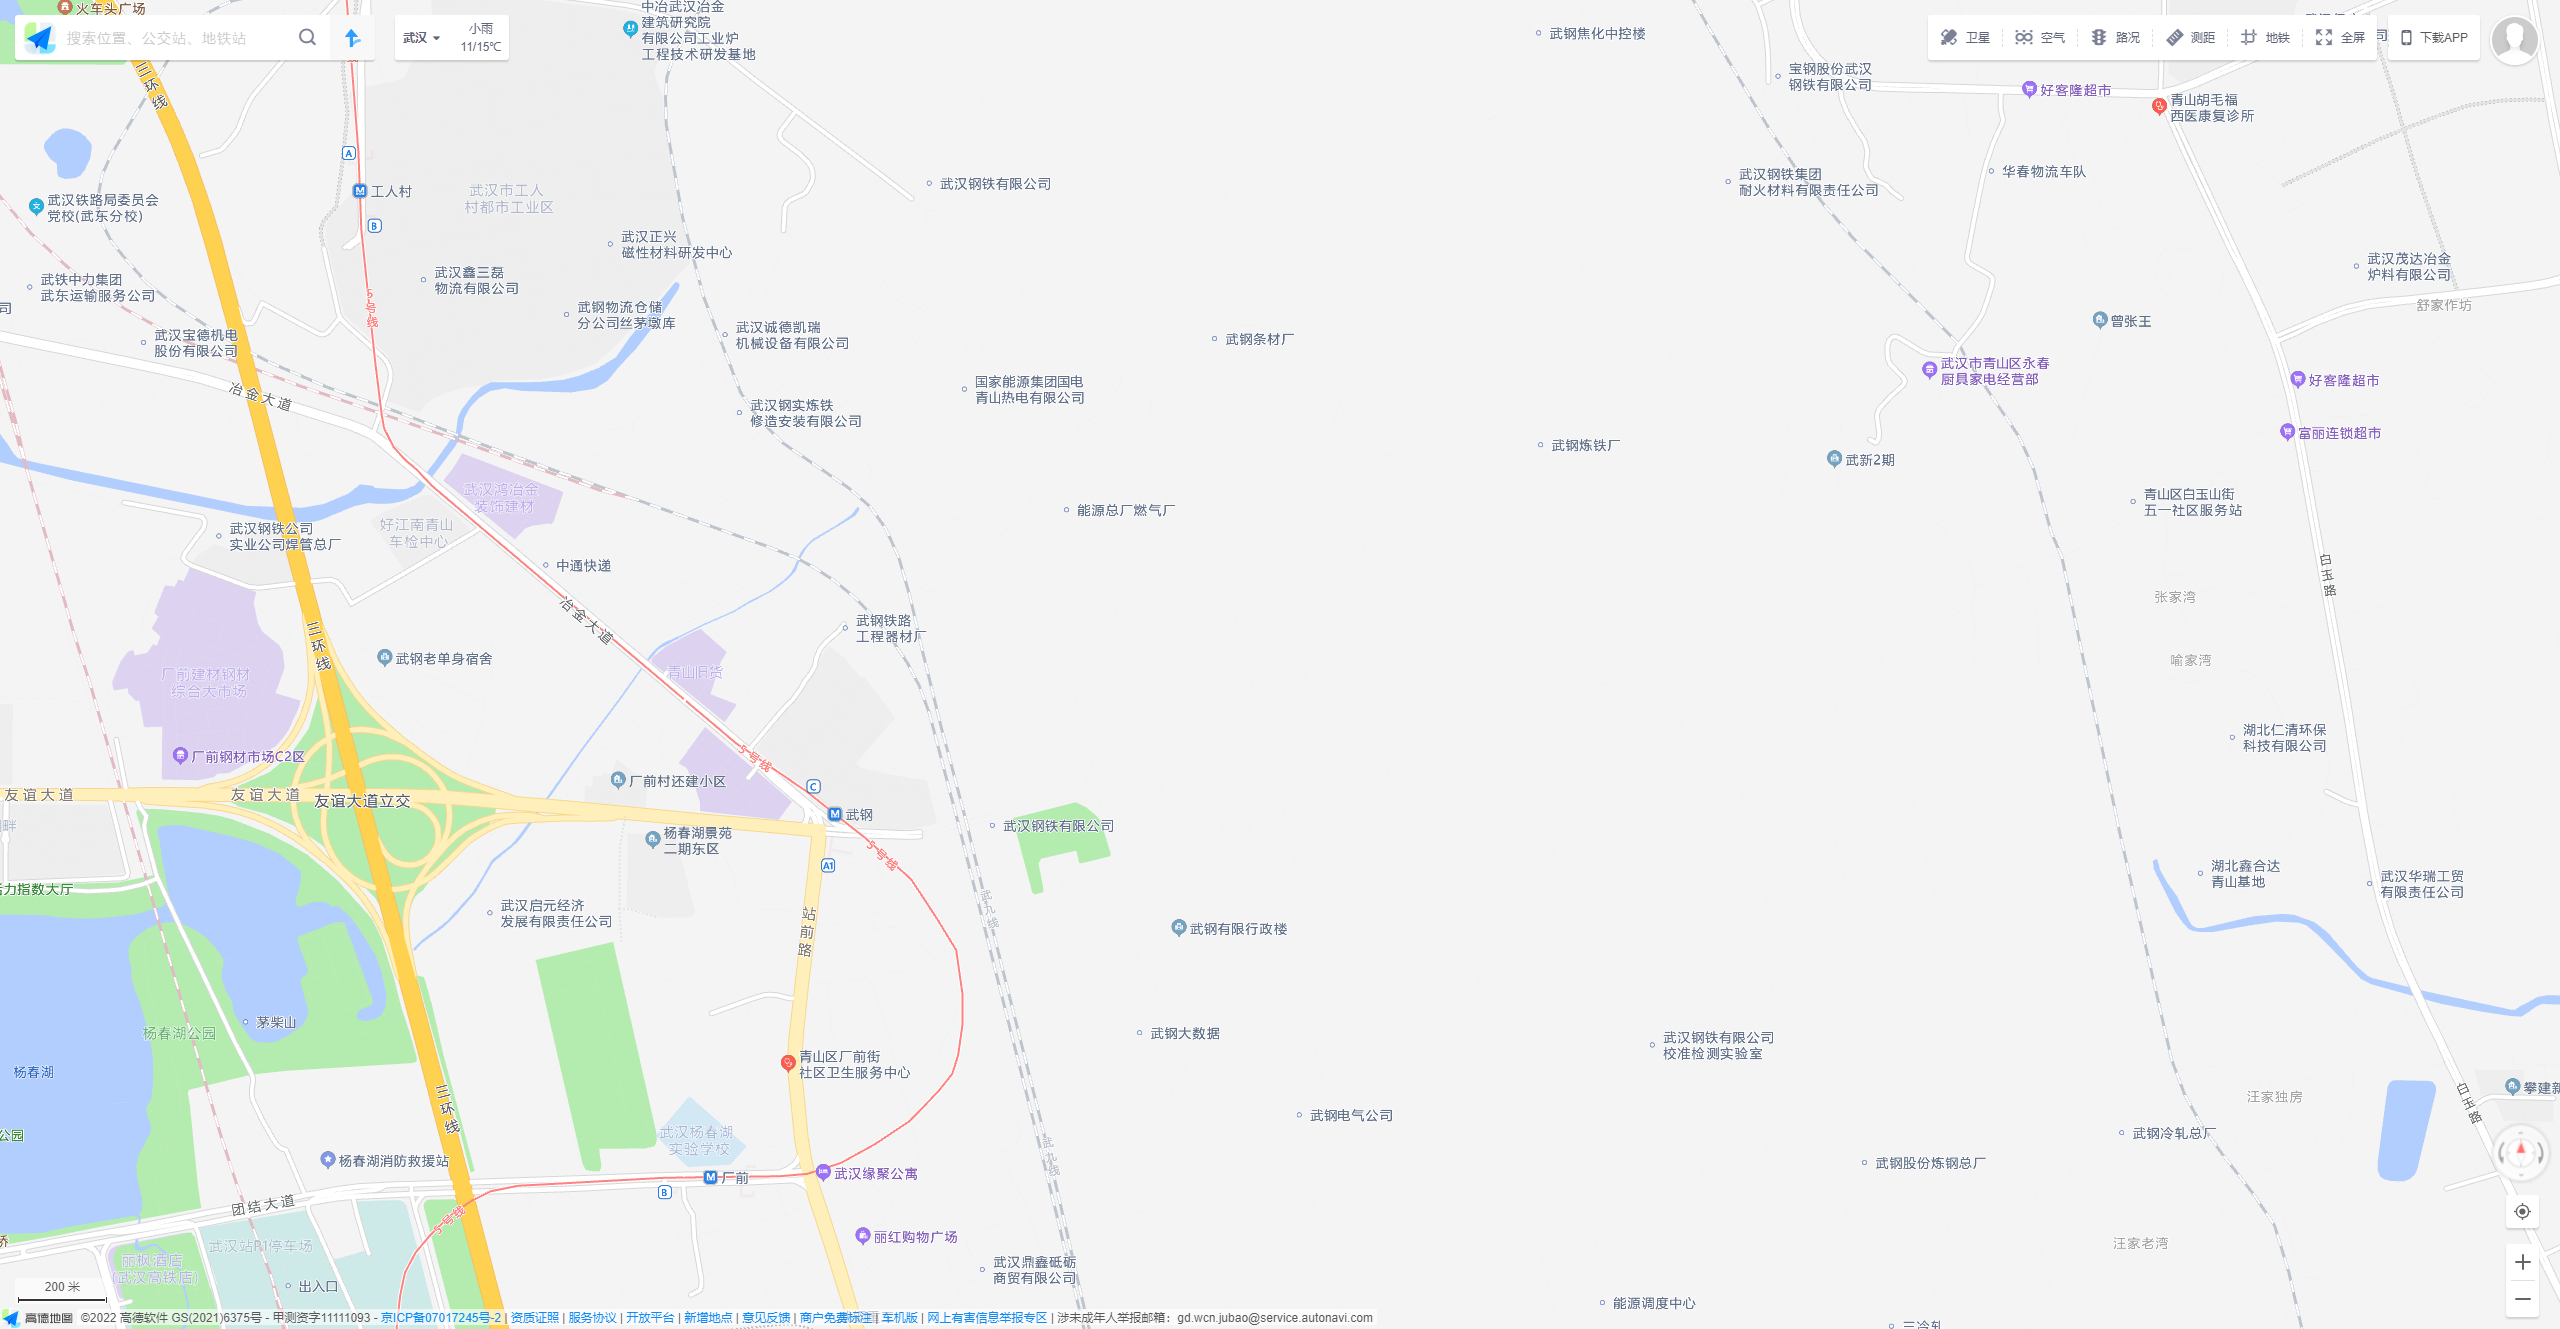 火车头广场
搜索位置、公交站、地铁站
武汉
小雨
11/15℃
中冶武汉冶金
建筑研究院
有限公司工业炉
工程技术研发基地
武钢焦化中控楼
卫星
空气
路况
测距
地铁
全屏
下载APP
三环线
宝钢股份武汉
钢铁有限公司
好客隆超市
青山胡毛福
西医康复诊所
A
工人村
B
武汉市工人
村都市工业区
武汉钢铁有限公司
武汉钢铁集团
耐火材料有限责任公司
华春物流车队
武汉铁路局委员会
党校(武东分校)
武汉正兴
磁性材料研发中心
武汉鑫三磊
物流有限公司
武汉茂达冶金
炉料有限公司
舒家作坊
武铁中力集团
武东运输服务公司
司
5号线
武钢物流仓储
分公司丝茅墩库
武汉宝德机电
股份有限公司
武汉诚德凯瑞
机械设备有限公司
武钢条材厂
曾张王
武汉市青山区永春
厨具家电经营部
国家能源集团国电
青山热电有限公司
好客隆超市
冶金大道
武汉钢实炼铁
修造安装有限公司
富丽连锁超市
武钢炼铁厂
武新2期
武汉鸿冶金
装饰建材
青山区白玉山街
五一社区服务站
能源总厂燃气厂
好江南青山
车检中心
武汉钢铁公司
实业公司焊管总厂
中通快递
白玉路
冶金大道
张家湾
武钢铁路
工程器材厂
三环线
武钢老单身宿舍
喻家湾
厂前建材钢材
综合大市场
青山旧货
湖北仁清环保
科技有限公司
厂前钢材市场C2区
5号线
厂前村还建小区
C
友谊大道
友谊大道
友谊大道立交
武钢
武汉钢铁有限公司
杨春湖景苑
二期东区
5号线
A1
湖北鑫合达
青山基地
武汉华瑞工贸
有限责任公司
活力指数大厅
武汉启元经济
发展有限责任公司
武九线
站前路
武钢有限行政楼
茅柴山
杨春湖公园
武钢大数据
武汉钢铁有限公司
校准检测实验室
杨春湖
青山区厂前街
社区卫生服务中心
汪家独房
攀建新
白玉路
三环线
武钢电气公司
公园
武汉杨春湖
实验学校
武九线
武钢冷轧总厂
杨春湖消防救援站
武钢股份炼钢总厂
厂前
B
武汉缘聚公寓
团结大道
5号线
丽红购物广场
武汉站P1停车场
汪家老湾
丽枫酒店
(武汉高铁店)
武汉鼎鑫砥砺
商贸有限公司
出入口
200 米
能源调度中心
高德地图 ©2022 高德软件 GS(2021)6375号 - 甲测资字11111093 - 京ICP备07017245号-2 | 资质证照 | 服务协议 | 开放平台 | 新增地点 | 意见反馈 | 商户免费标注 | 车机版 | 网上有害信息举报专区 | 涉未成年人举报邮箱：gd.wcn.jubao@service.autonavi.com